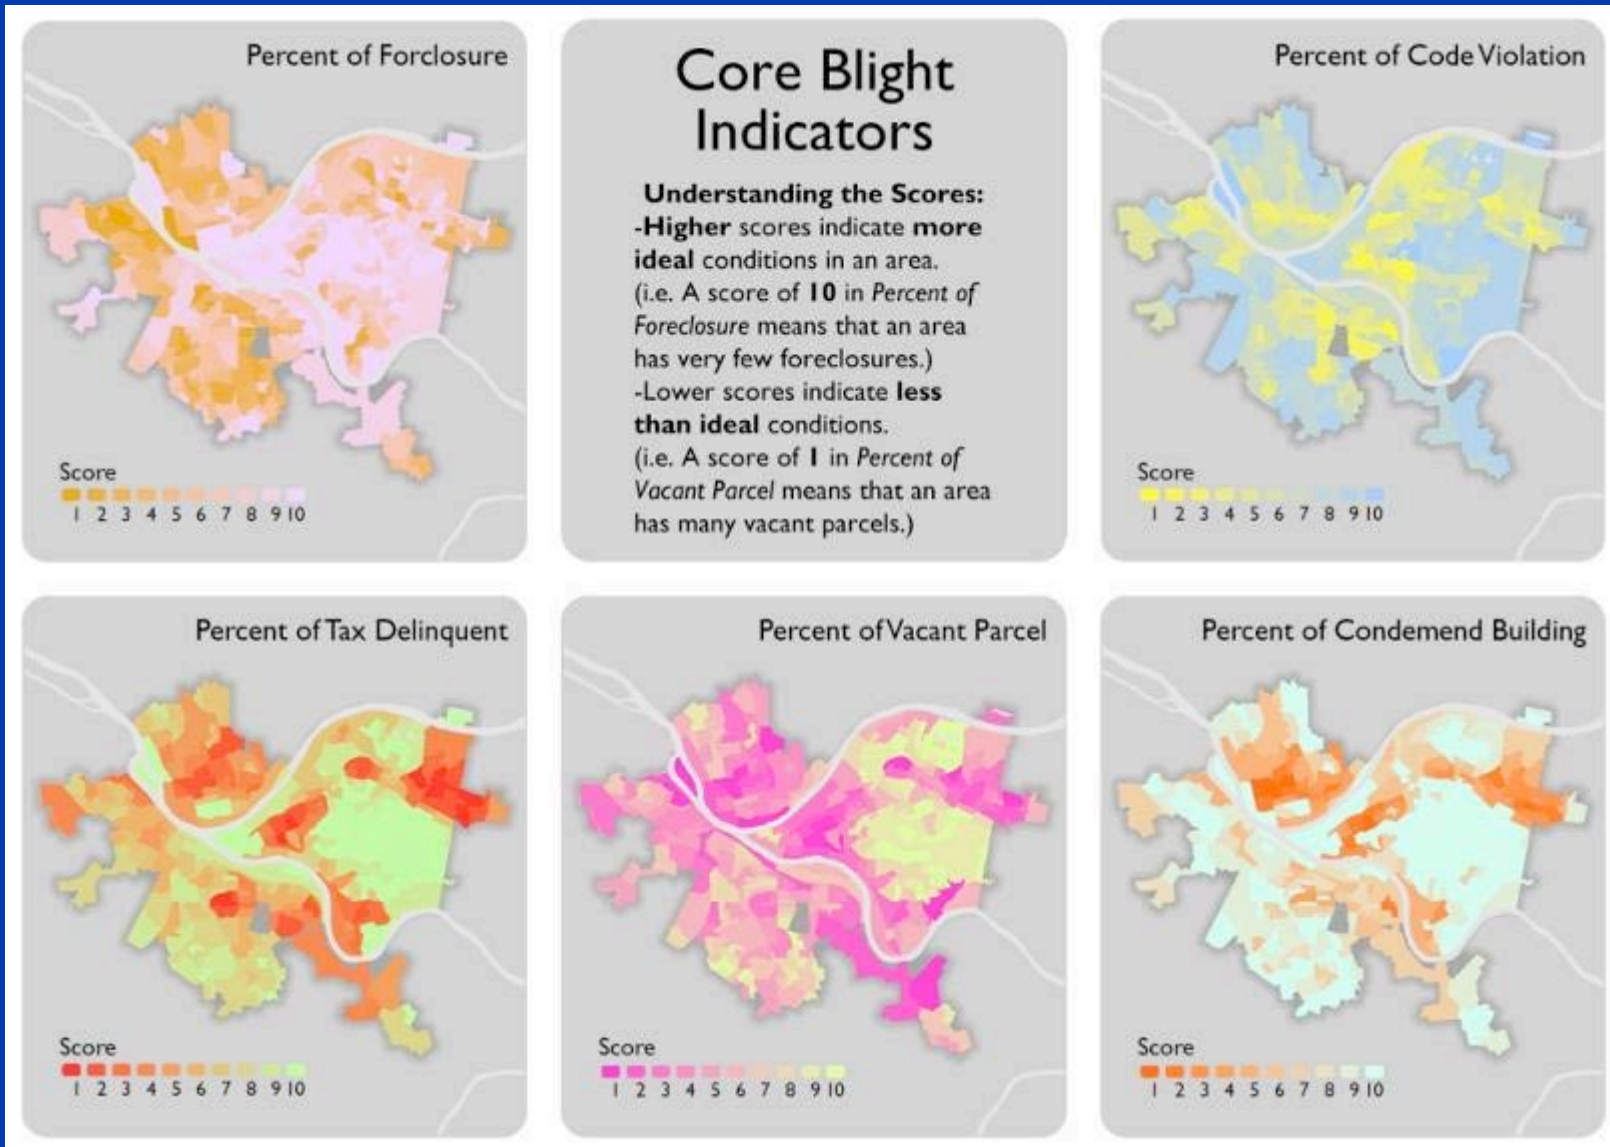 Percent of Forclosure
Score
1 2 3 4 5 6 7 8 9 10
Core Blight
Indicators
Understanding the Scores:
-Higher scores indicate more
ideal conditions in an area.
(i.e. A score of 10 in Percent of
Foreclosure means that an area
has very few foreclosures.)
-Lower scores indicate less
than ideal conditions.
(i.e. A score of 1 in Percent of
Vacant Parcel means that an area
has many vacant parcels.)
Percent of Code Violation
Score
1 2 3 4 5 6 7 8 9 10
Percent of Tax Delinquent
Score
1 2 3 4 5 6 7 8 9 10
Percent of Vacant Parcel
Score
1 2 3 4 5 6 7 8 9 10
Percent of Condemend Building
Score
1 2 3 4 5 6 7 8 9 10